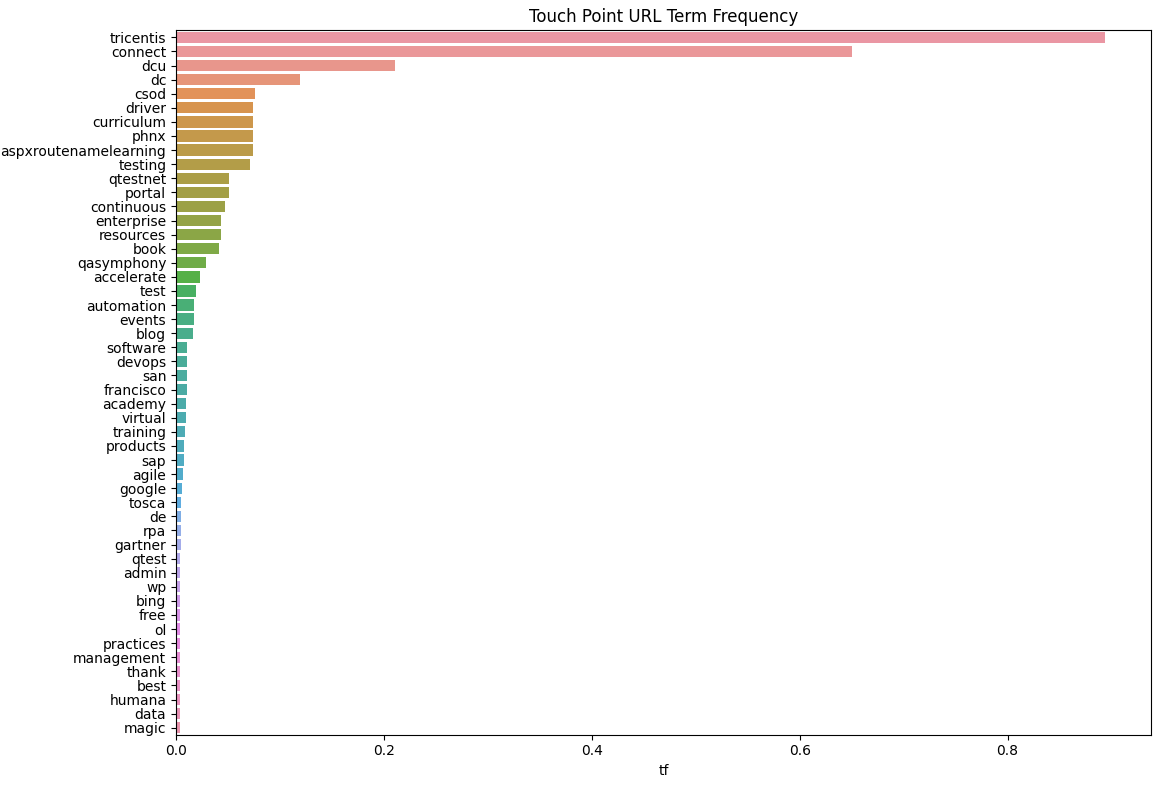 Touch Point URL Term Frequency
tricentis
connect
dcu
dc
csod
driver
curriculum
phnx
aspxroutenamelearning
testing
qtestnet
portal
continuous
enterprise
resources
book
qasymphony
accelerate
test
automation
events
blog
software
devops
san
francisco
academy
virtual
training
products
sap
agile
google
tosca
de
rpa
gartner
qtest
admin
wp
bing
free
ol
practices
management
thank
best
humana
data
magic
0.0 0.2 0.4 0.6 0.8
tf